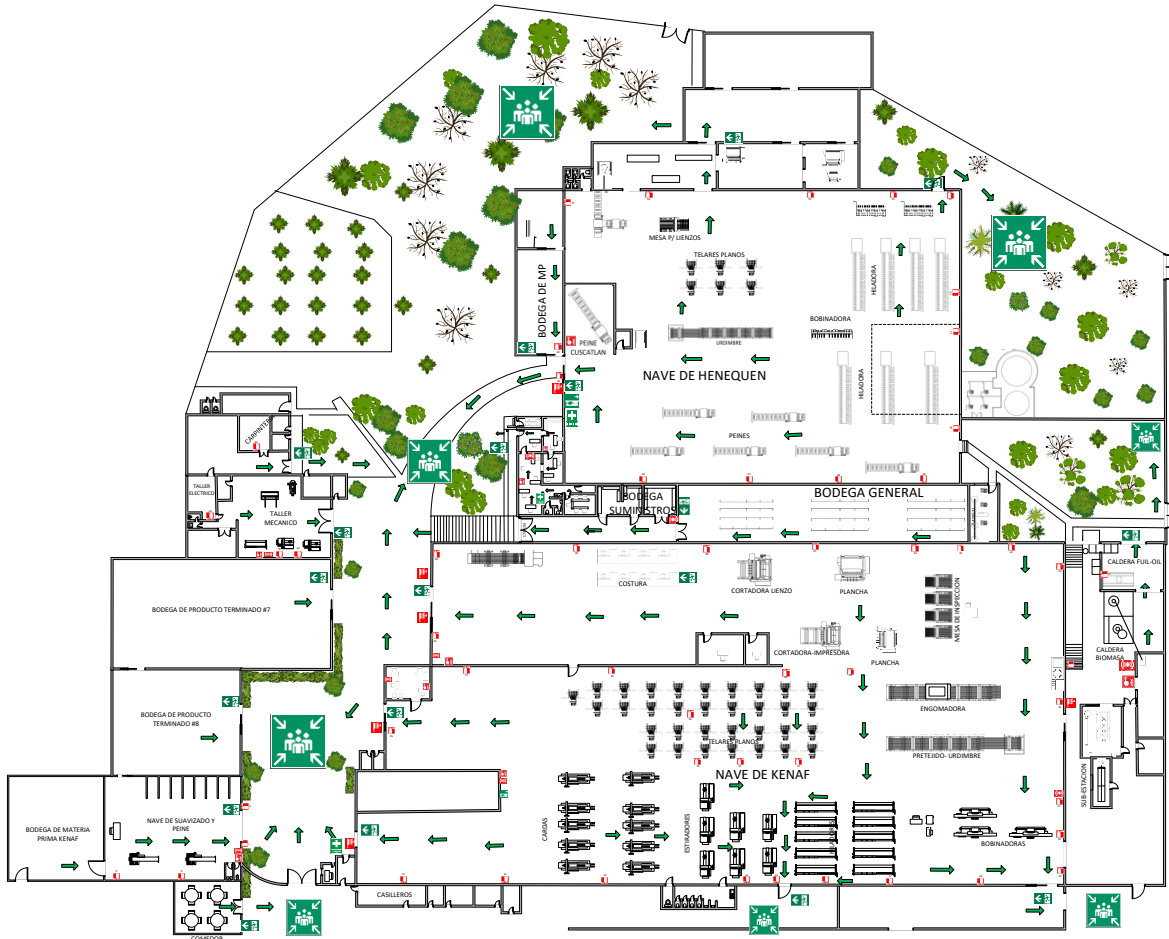 MESA P/ LIENZOS
TELARES PLANOS
BODEGA DE MP
HILADORA
BOBINADORA
PEINE
CUSCATLAN
URDIMBRE
NAVE DE HENEQUEN
HILADORA
CARPINTERIA
PEINES
TALLER
ELECTRICO
TALLER
MECANICO
BODEGA
SUMINISTROS
BODEGA GENERAL
CALDERA FUIL-OIL
COSTURA
CORTADORA LIENZO
PLANCHA
MESA DE INSPECCION
BODEGA DE PRODUCTO TERMINADO #7
CORTADORA-IMPRESORA
PLANCHA
CALDERA
BIOMASA
ENGOMADORA
BODEGA DE PRODUCTO
TERMINADO #8
TELARES PLANOS
PRETEJIDO- URDIMBRE
NAVE DE KENAF
SUB-ESTACION
BODEGA DE MATERIA
PRIMA KENAF
NAVE DE SUAVIZADO Y
PEINE
CARDAS
ESTIRADORES
BOBINADORAS
CASILLEROS
COMEDOR